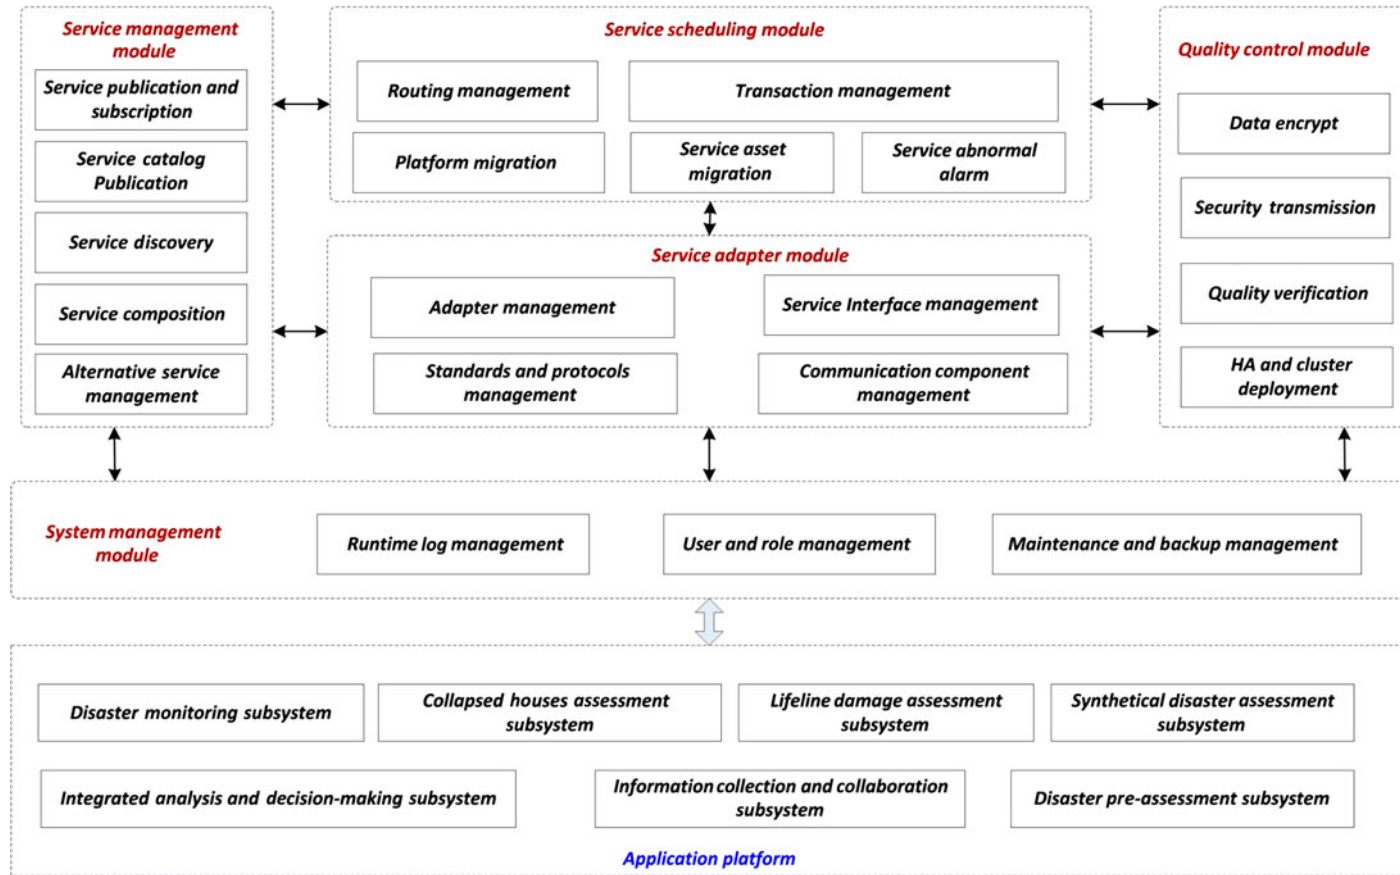 Service management
module
Service publication and
subscription
Service catalog
Publication
Service discovery
Service composition
Alternative service
management
Service scheduling module
Routing management
Transaction management
Platform migration
Service asset
migration
Service abnormal
alarm
Service adapter module
Adapter management
Service Interface management
Standards and protocols
management
Communication component
management
Quality control module
Data encrypt
Security transmission
Quality verification
HA and cluster
deployment
System management
module
Runtime log management
User and role management
Maintenance and backup management
Disaster monitoring subsystem
Collapsed houses assessment
subsystem
Lifeline damage assessment
subsystem
Synthetical disaster assessment
subsystem
Integrated analysis and decision-making subsystem
Information collection and collaboration
subsystem
Disaster pre-assessment subsystem
Application platform